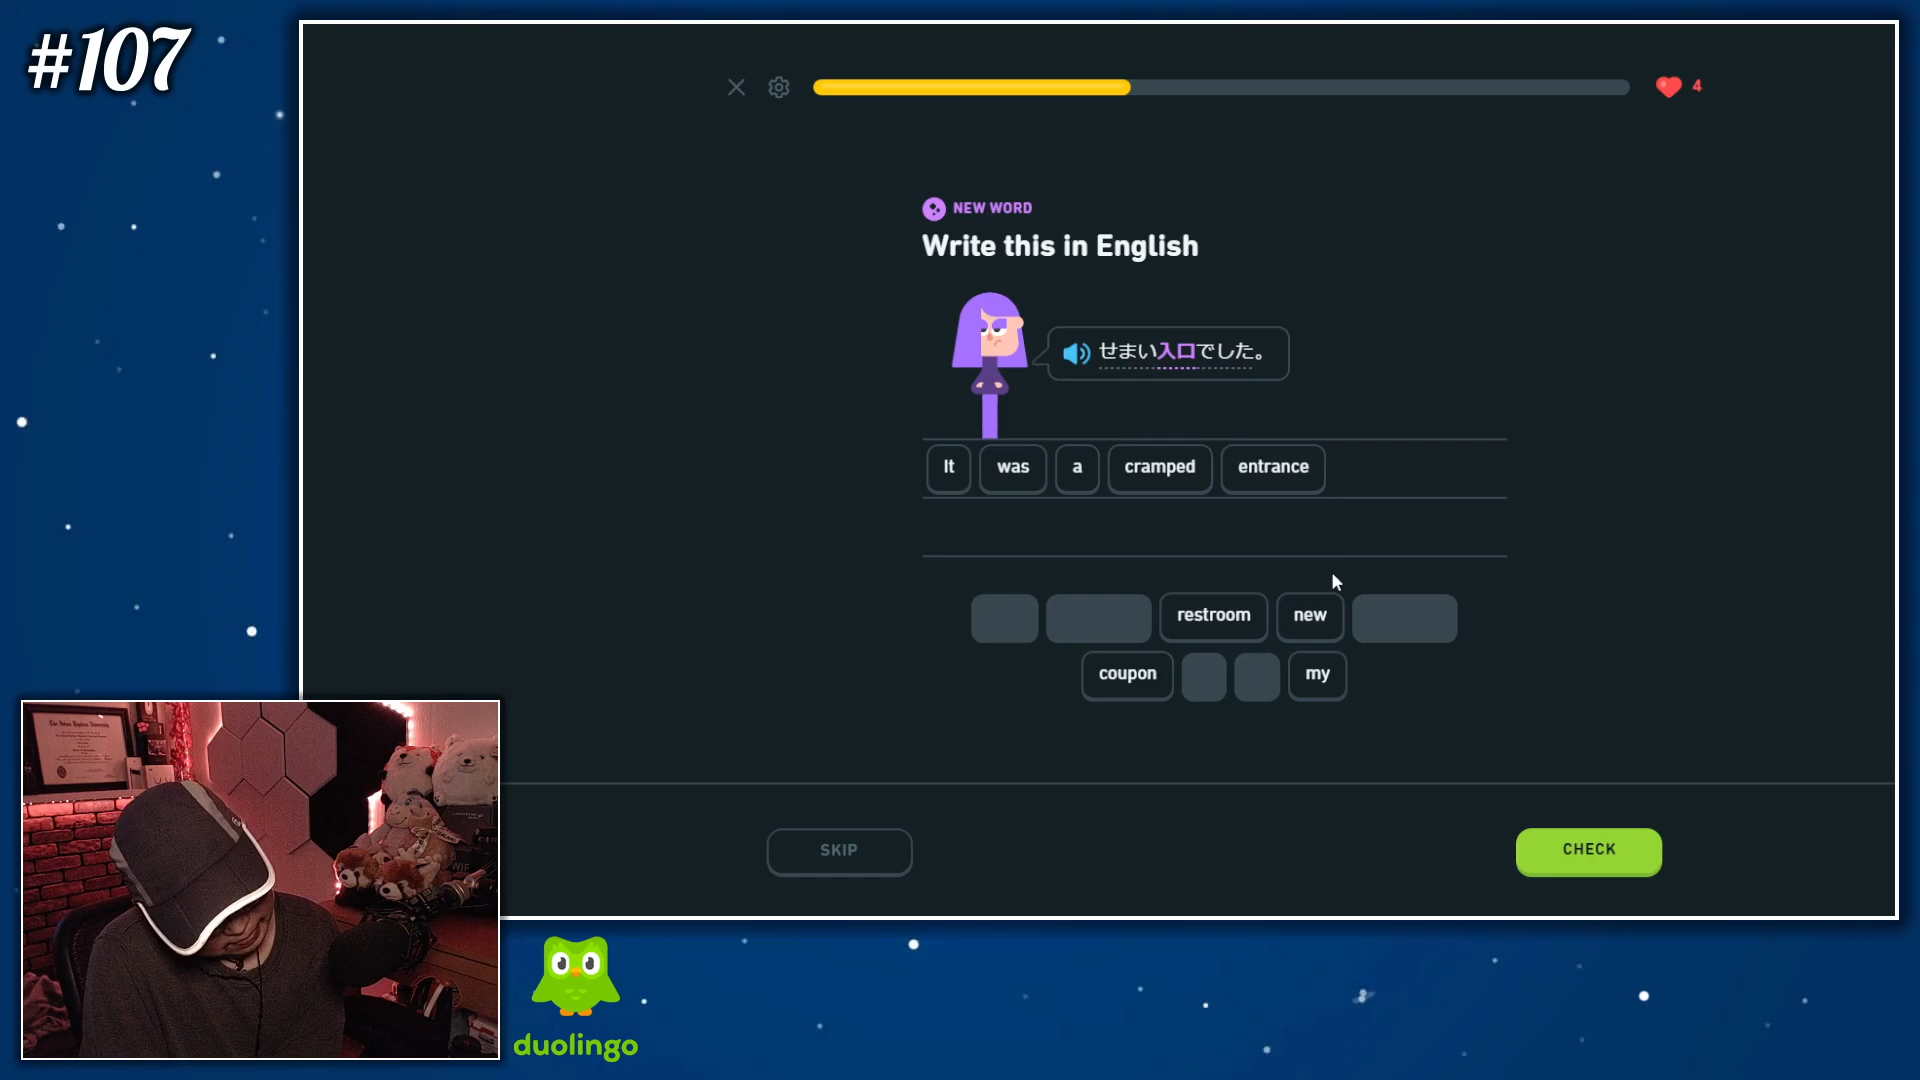 #107
4
NEW WORD
Write this in English
せまい入口でした。
It was a cramped entrance
restroom new
coupon my
SKIP
CHECK
duolingo